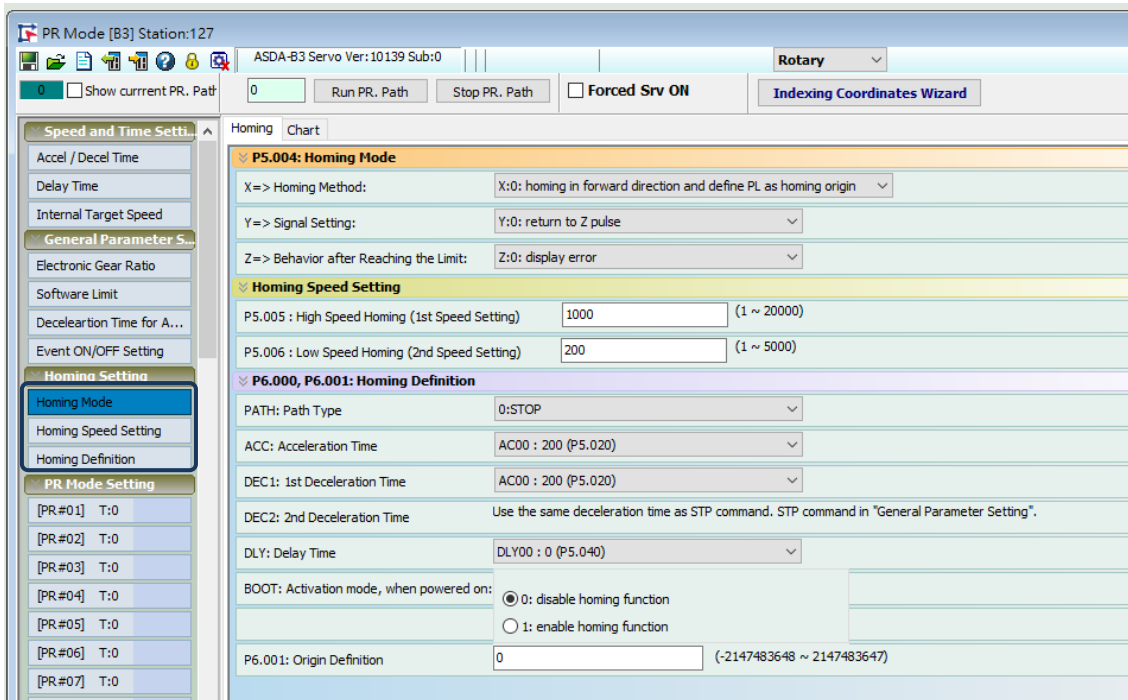 PR Mode [B3] Station:127
ASDA-B3 Servo Ver:10139 Sub:0
Rotary
0 Show currrent PR. Path 0 Run PR. Path Stop PR. Path Forced Srv ON Indexing Coordinates Wizard
Speed and Time Setti...
Accel / Decel Time
Delay Time
Internal Target Speed
General Parameter S...
Electronic Gear Ratio
Software Limit
Deceleartion Time for A...
Event ON/OFF Setting
Homing Setting
Homing Mode
Homing Speed Setting
Homing Definition
PR Mode Setting
[PR#01] T:0
[PR#02] T:0
[PR#03] T:0
[PR#04] T:0
[PR#05] T:0
[PR#06] T:0
[PR#07] T:0
Homing Chart
P5.004: Homing Mode
X=> Homing Method: X:0: homing in forward direction and define PL as homing origin
Y=> Signal Setting: Y:0: return to Z pulse
Z=> Behavior after Reaching the Limit: Z:0: display error
Homing Speed Setting
P5.005 : High Speed Homing (1st Speed Setting) 1000 (1 ~ 20000)
P5.006 : Low Speed Homing (2nd Speed Setting) 200 (1 ~ 5000)
P6.000, P6.001: Homing Definition
PATH: Path Type 0:STOP
ACC: Acceleration Time AC00 : 200 (P5.020)
DEC1: 1st Deceleration Time AC00 : 200 (P5.020)
DEC2: 2nd Deceleration Time Use the same deceleration time as STP command. STP command in "General Parameter Setting".
DLY: Delay Time DLY00 : 0 (P5.040)
BOOT: Activation mode, when powered on:
0: disable homing function
1: enable homing function
P6.001: Origin Definition 0 (-2147483648 ~ 2147483647)